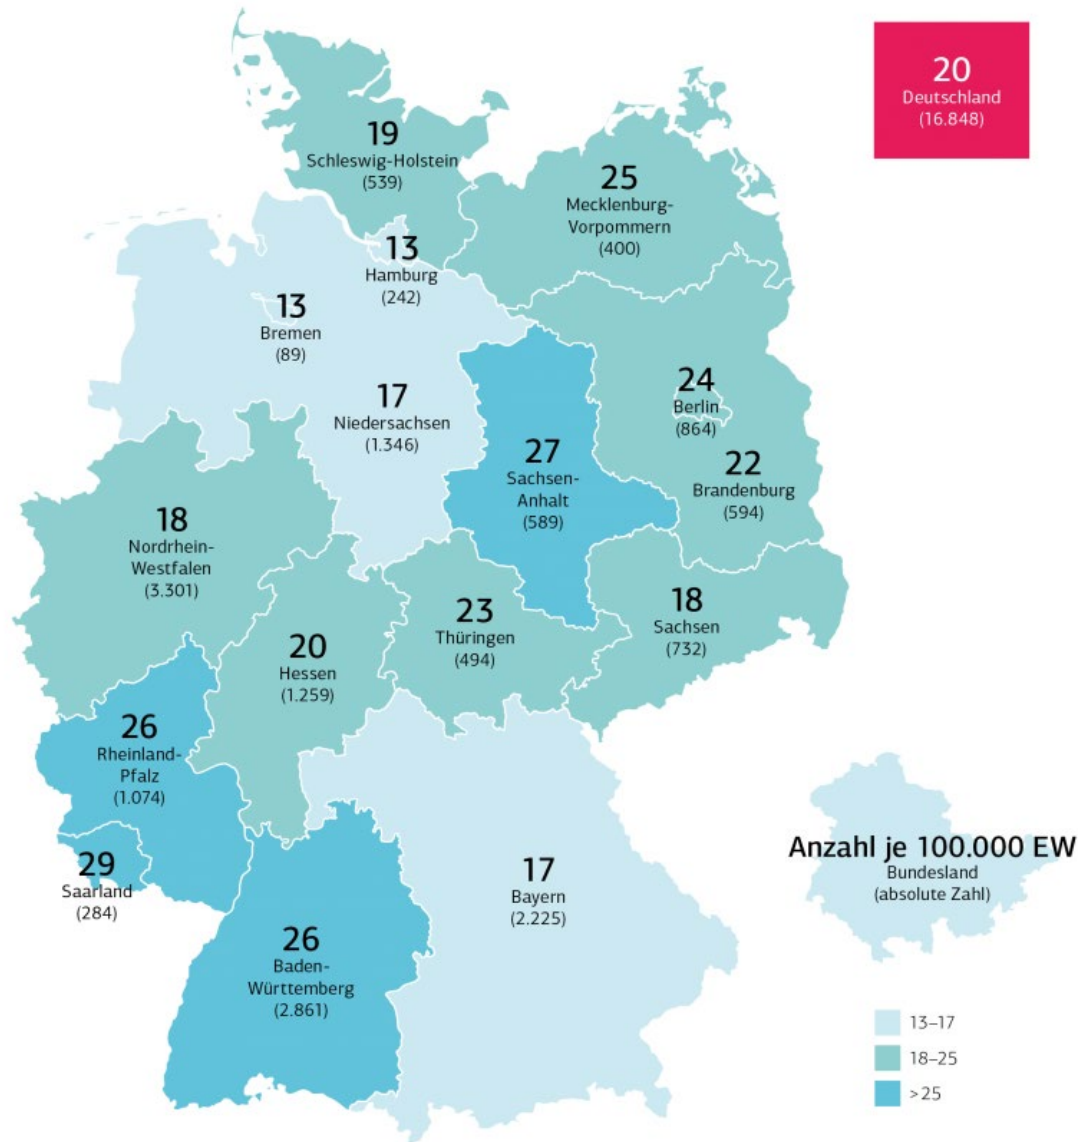 20
Deutschland
(16.848)
19
Schleswig-Holstein
(539)
25
Mecklenburg-
Vorpommern
(400)
13
Hamburg
(242)
13
Bremen
(89)
17
Niedersachsen
(1.346)
24
Berlin
(864)
27
Sachsen-
Anhalt
(589)
22
Brandenburg
(594)
18
Nordrhein-
Westfalen
(3.301)
20
Hessen
(1.259)
23
Thüringen
(494)
18
Sachsen
(732)
26
Rheinland-
Pfalz
(1.074)
29
Saarland
(284)
26
Baden-
Württemberg
(2.861)
17
Bayern
(2.225)
Anzahl je 100.000 EW
Bundesland
(absolute Zahl)
13–17
18–25
>25